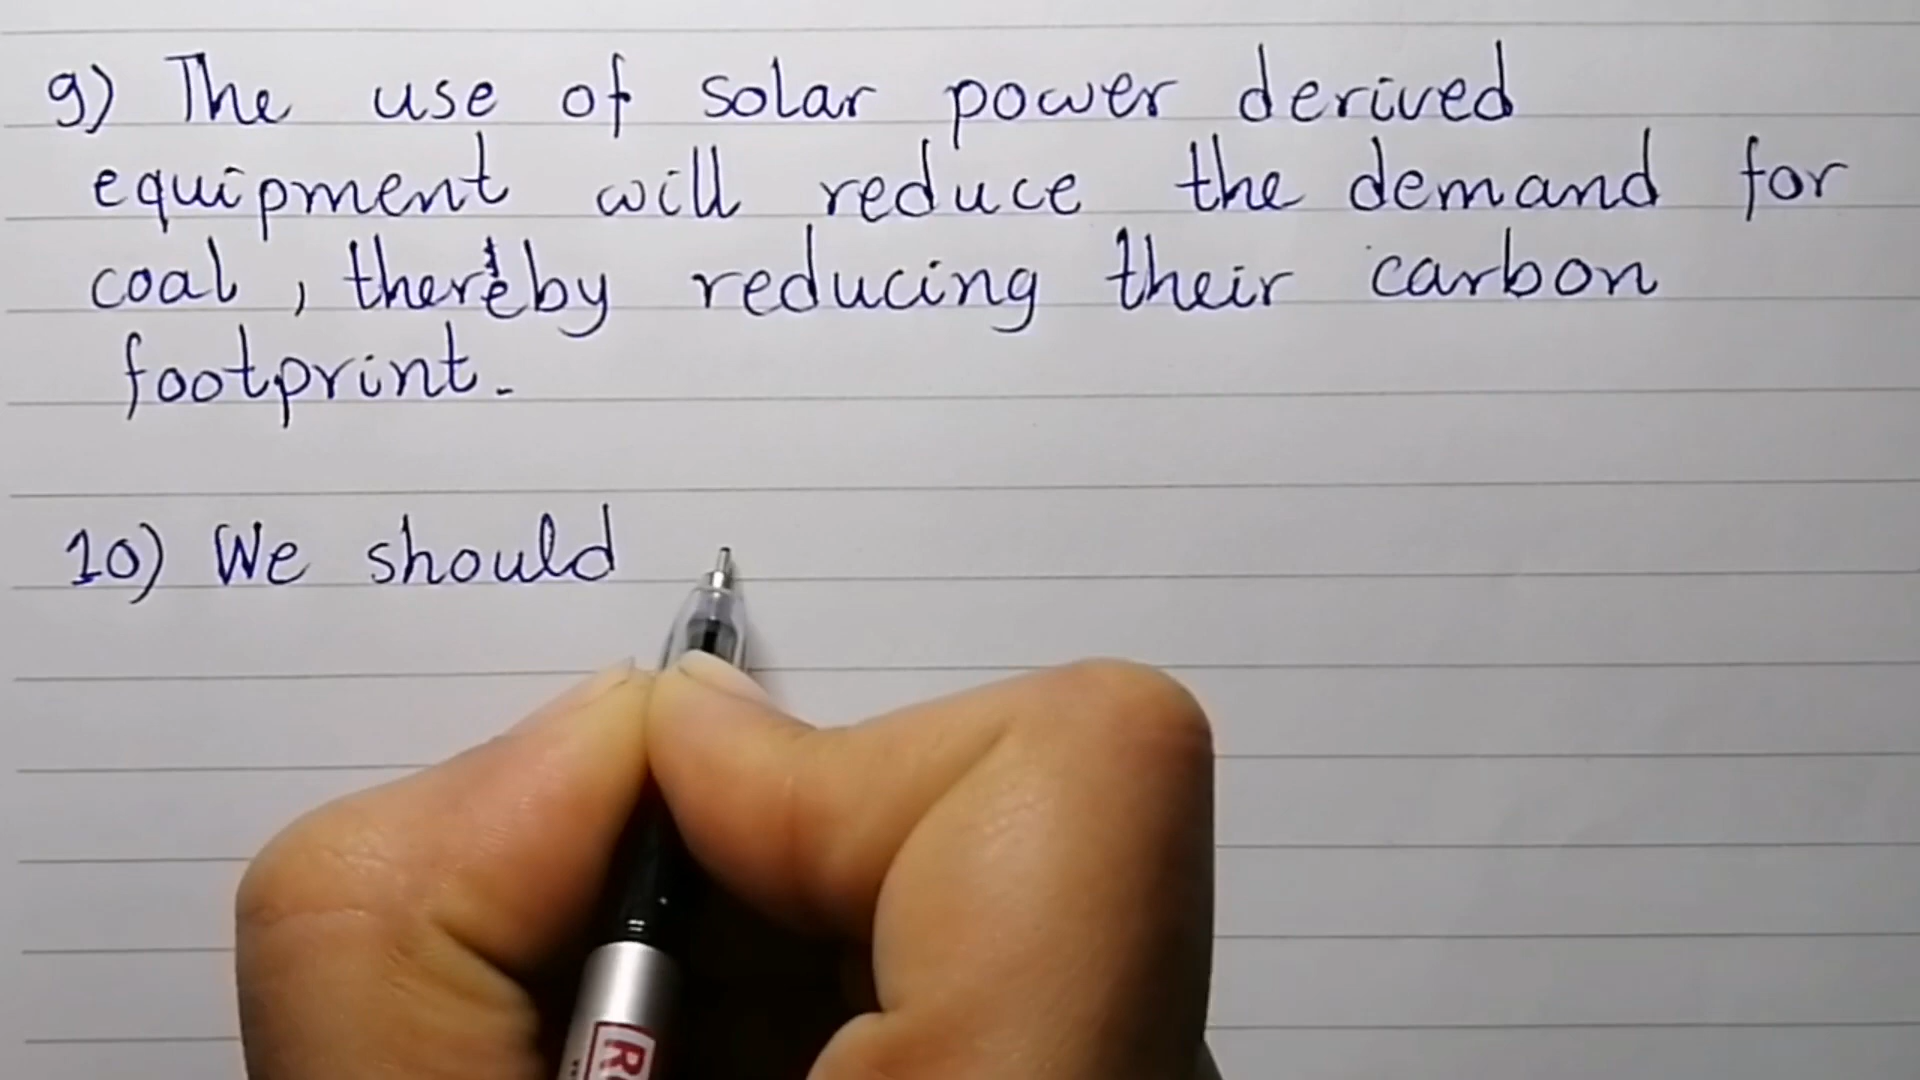 9) The use of solar power derived
equipment will reduce the demand for
coal, thereby reducing their carbon
footprint.
10) We should